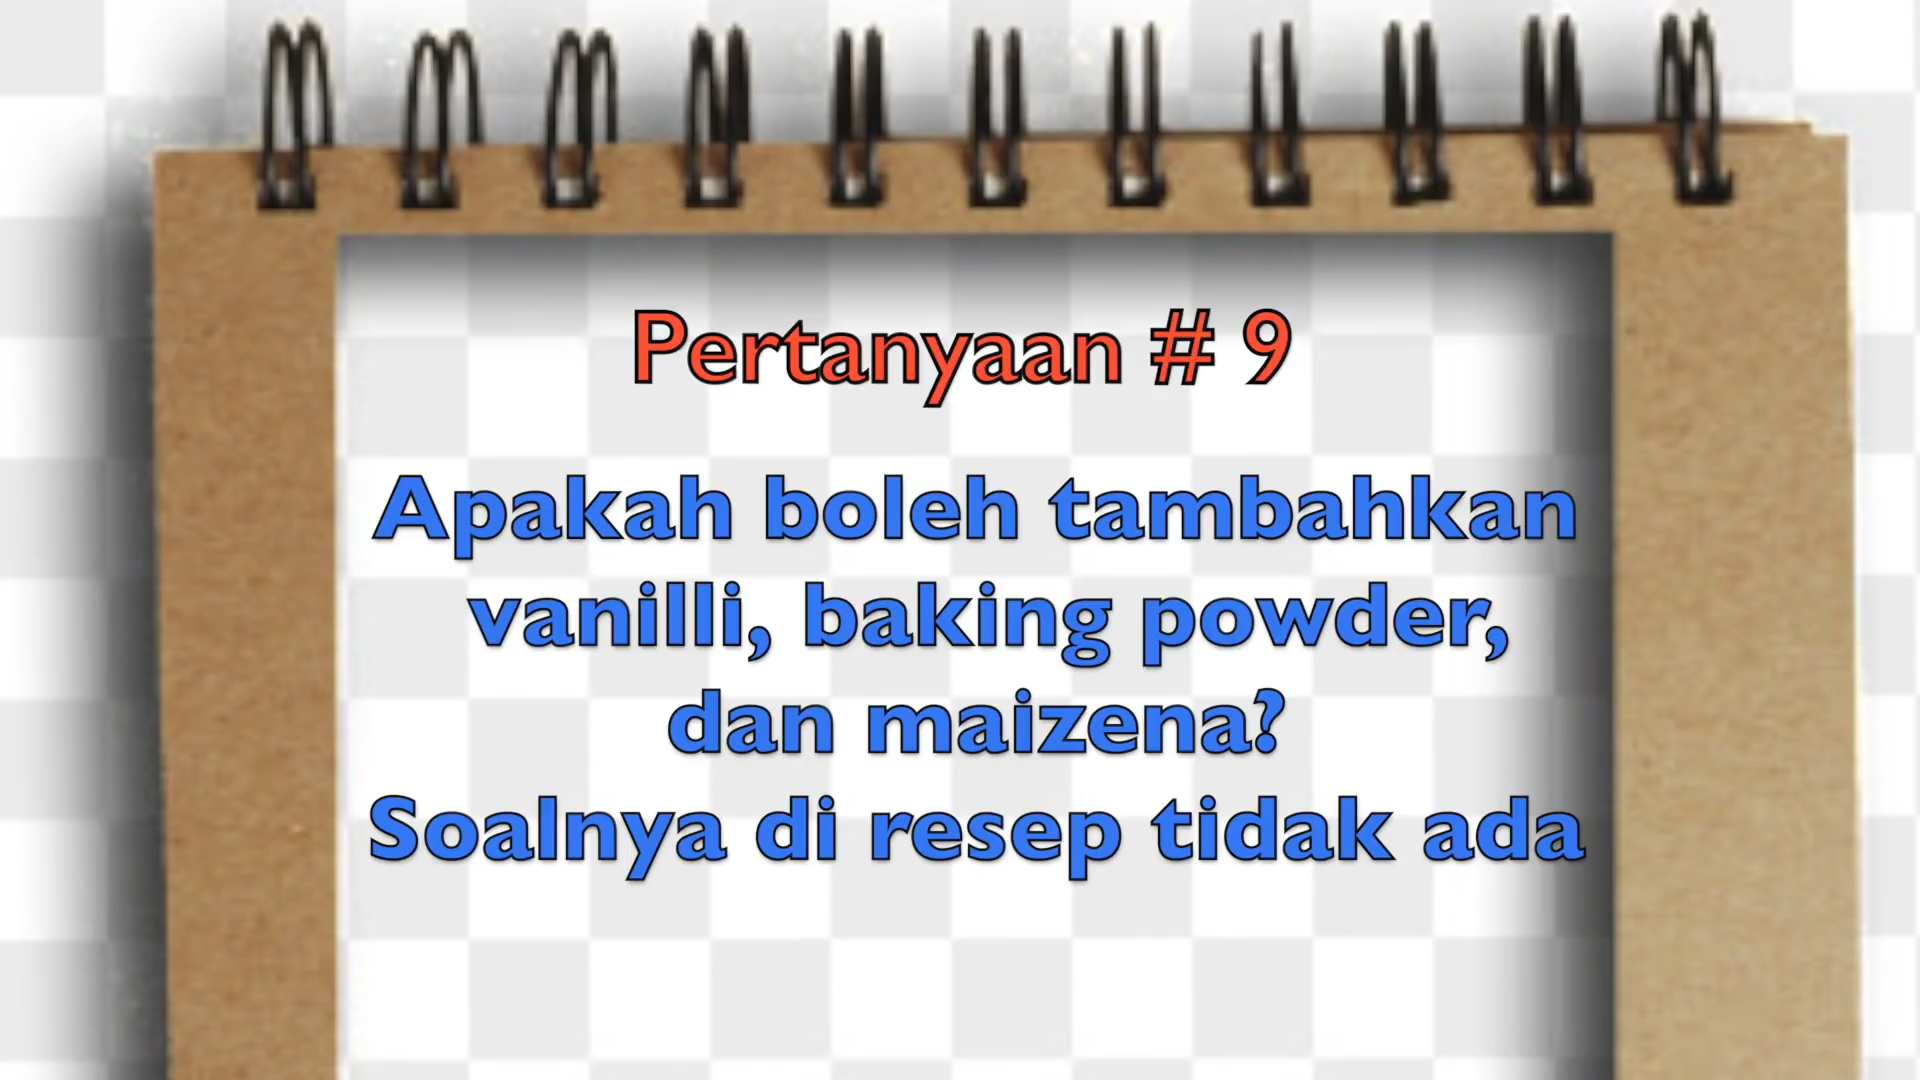 Pertanyaan # 9
Apakah boleh tambahkan
vanilli, baking powder,
dan maizena?
Soalnya di resep tidak ada